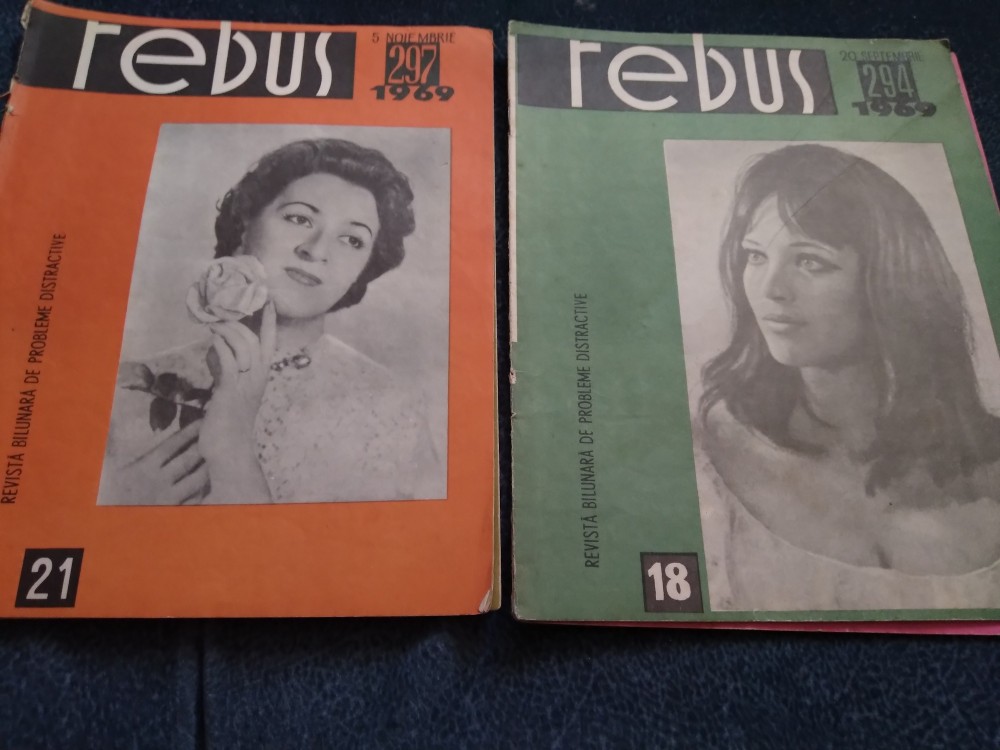 rebus
5 NOIEMBRIE
297
1969
REVISTĂ BILUNARĂ DE PROBLEME DISTRACTIVE
21
rebus
20 SEPTEMBRIE
294
1969
REVISTĂ BILUNARĂ DE PROBLEME DISTRACTIVE
18